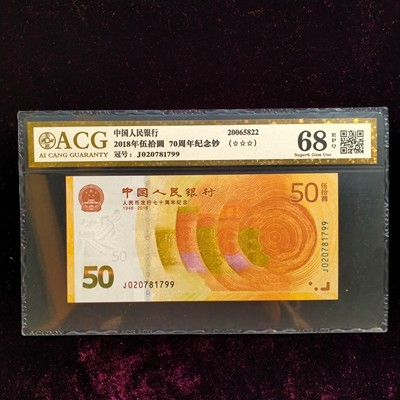 ACG
AI CANG GUARANTY
中国人民银行
2018年伍拾圆 70周年纪念钞
冠号: J020781799
20065822
(☆☆☆)
68 EPQ
Superb Gem Unc
中国人民银行
人民币发行七十周年纪念
1948-2018
50 伍拾圆
50
50
J020781799
J020781799